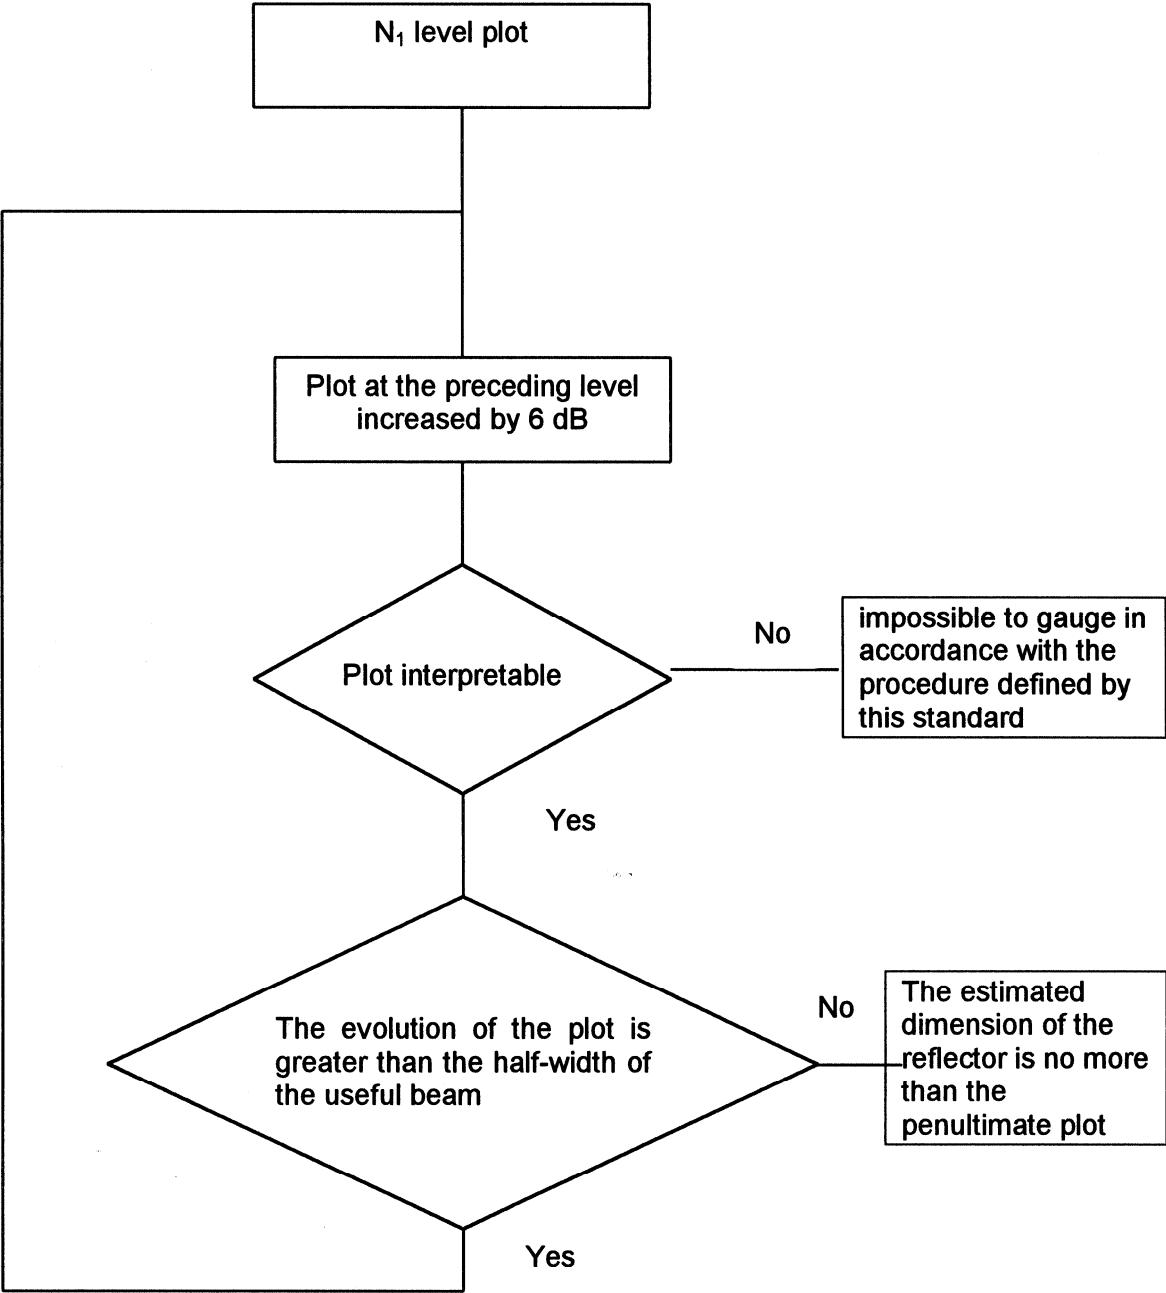 N₁ level plot
Plot at the preceding level
increased by 6 dB
Plot interpretable
No
impossible to gauge in
accordance with the
procedure defined by
this standard
Yes
The evolution of the plot is
greater than the half-width of
the useful beam
No
The estimated
dimension of the
reflector is no more
than the
penultimate plot
Yes